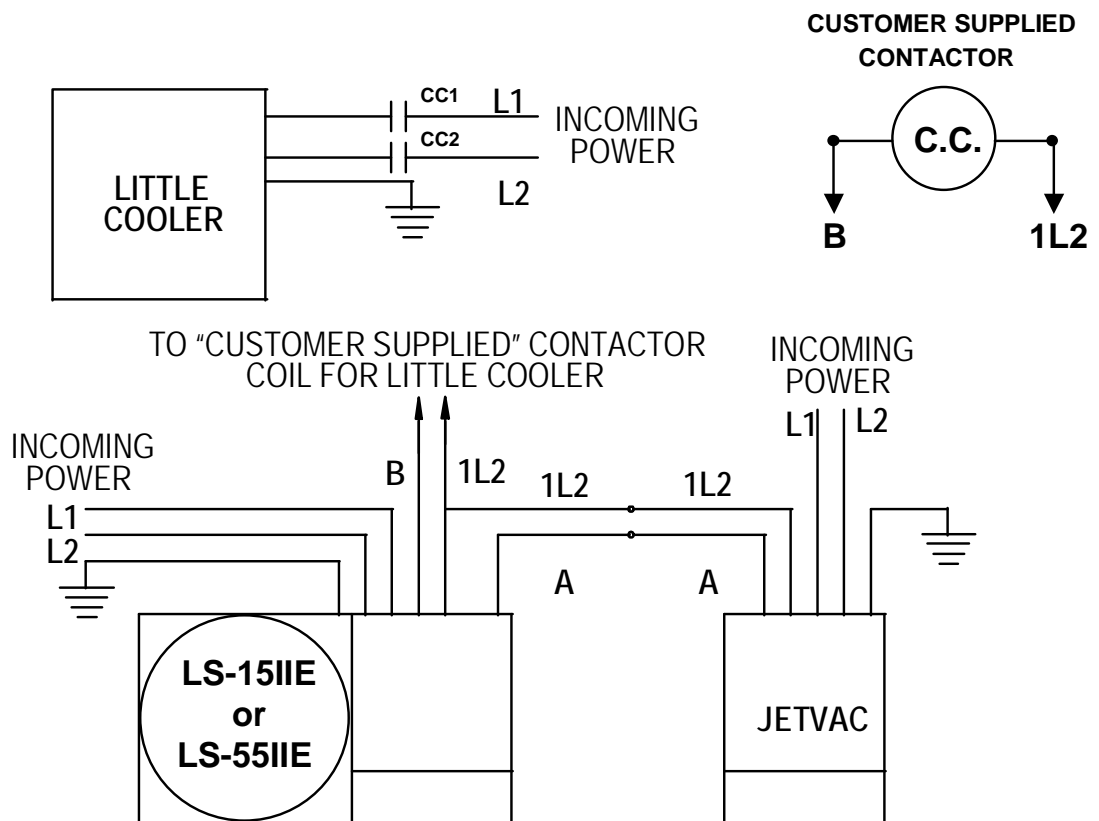 CUSTOMER SUPPLIED
CONTACTOR
CC1
L1
INCOMING
POWER
CC2
L2
LITTLE
COOLER
C.C.
B
1L2
TO “CUSTOMER SUPPLIED” CONTACTOR
COIL FOR LITTLE COOLER
INCOMING
POWER
L1
L2
INCOMING
POWER
L1
L2
B
1L2
1L2
1L2
A
A
LS-15IIE
or
LS-55IIE
JETVAC